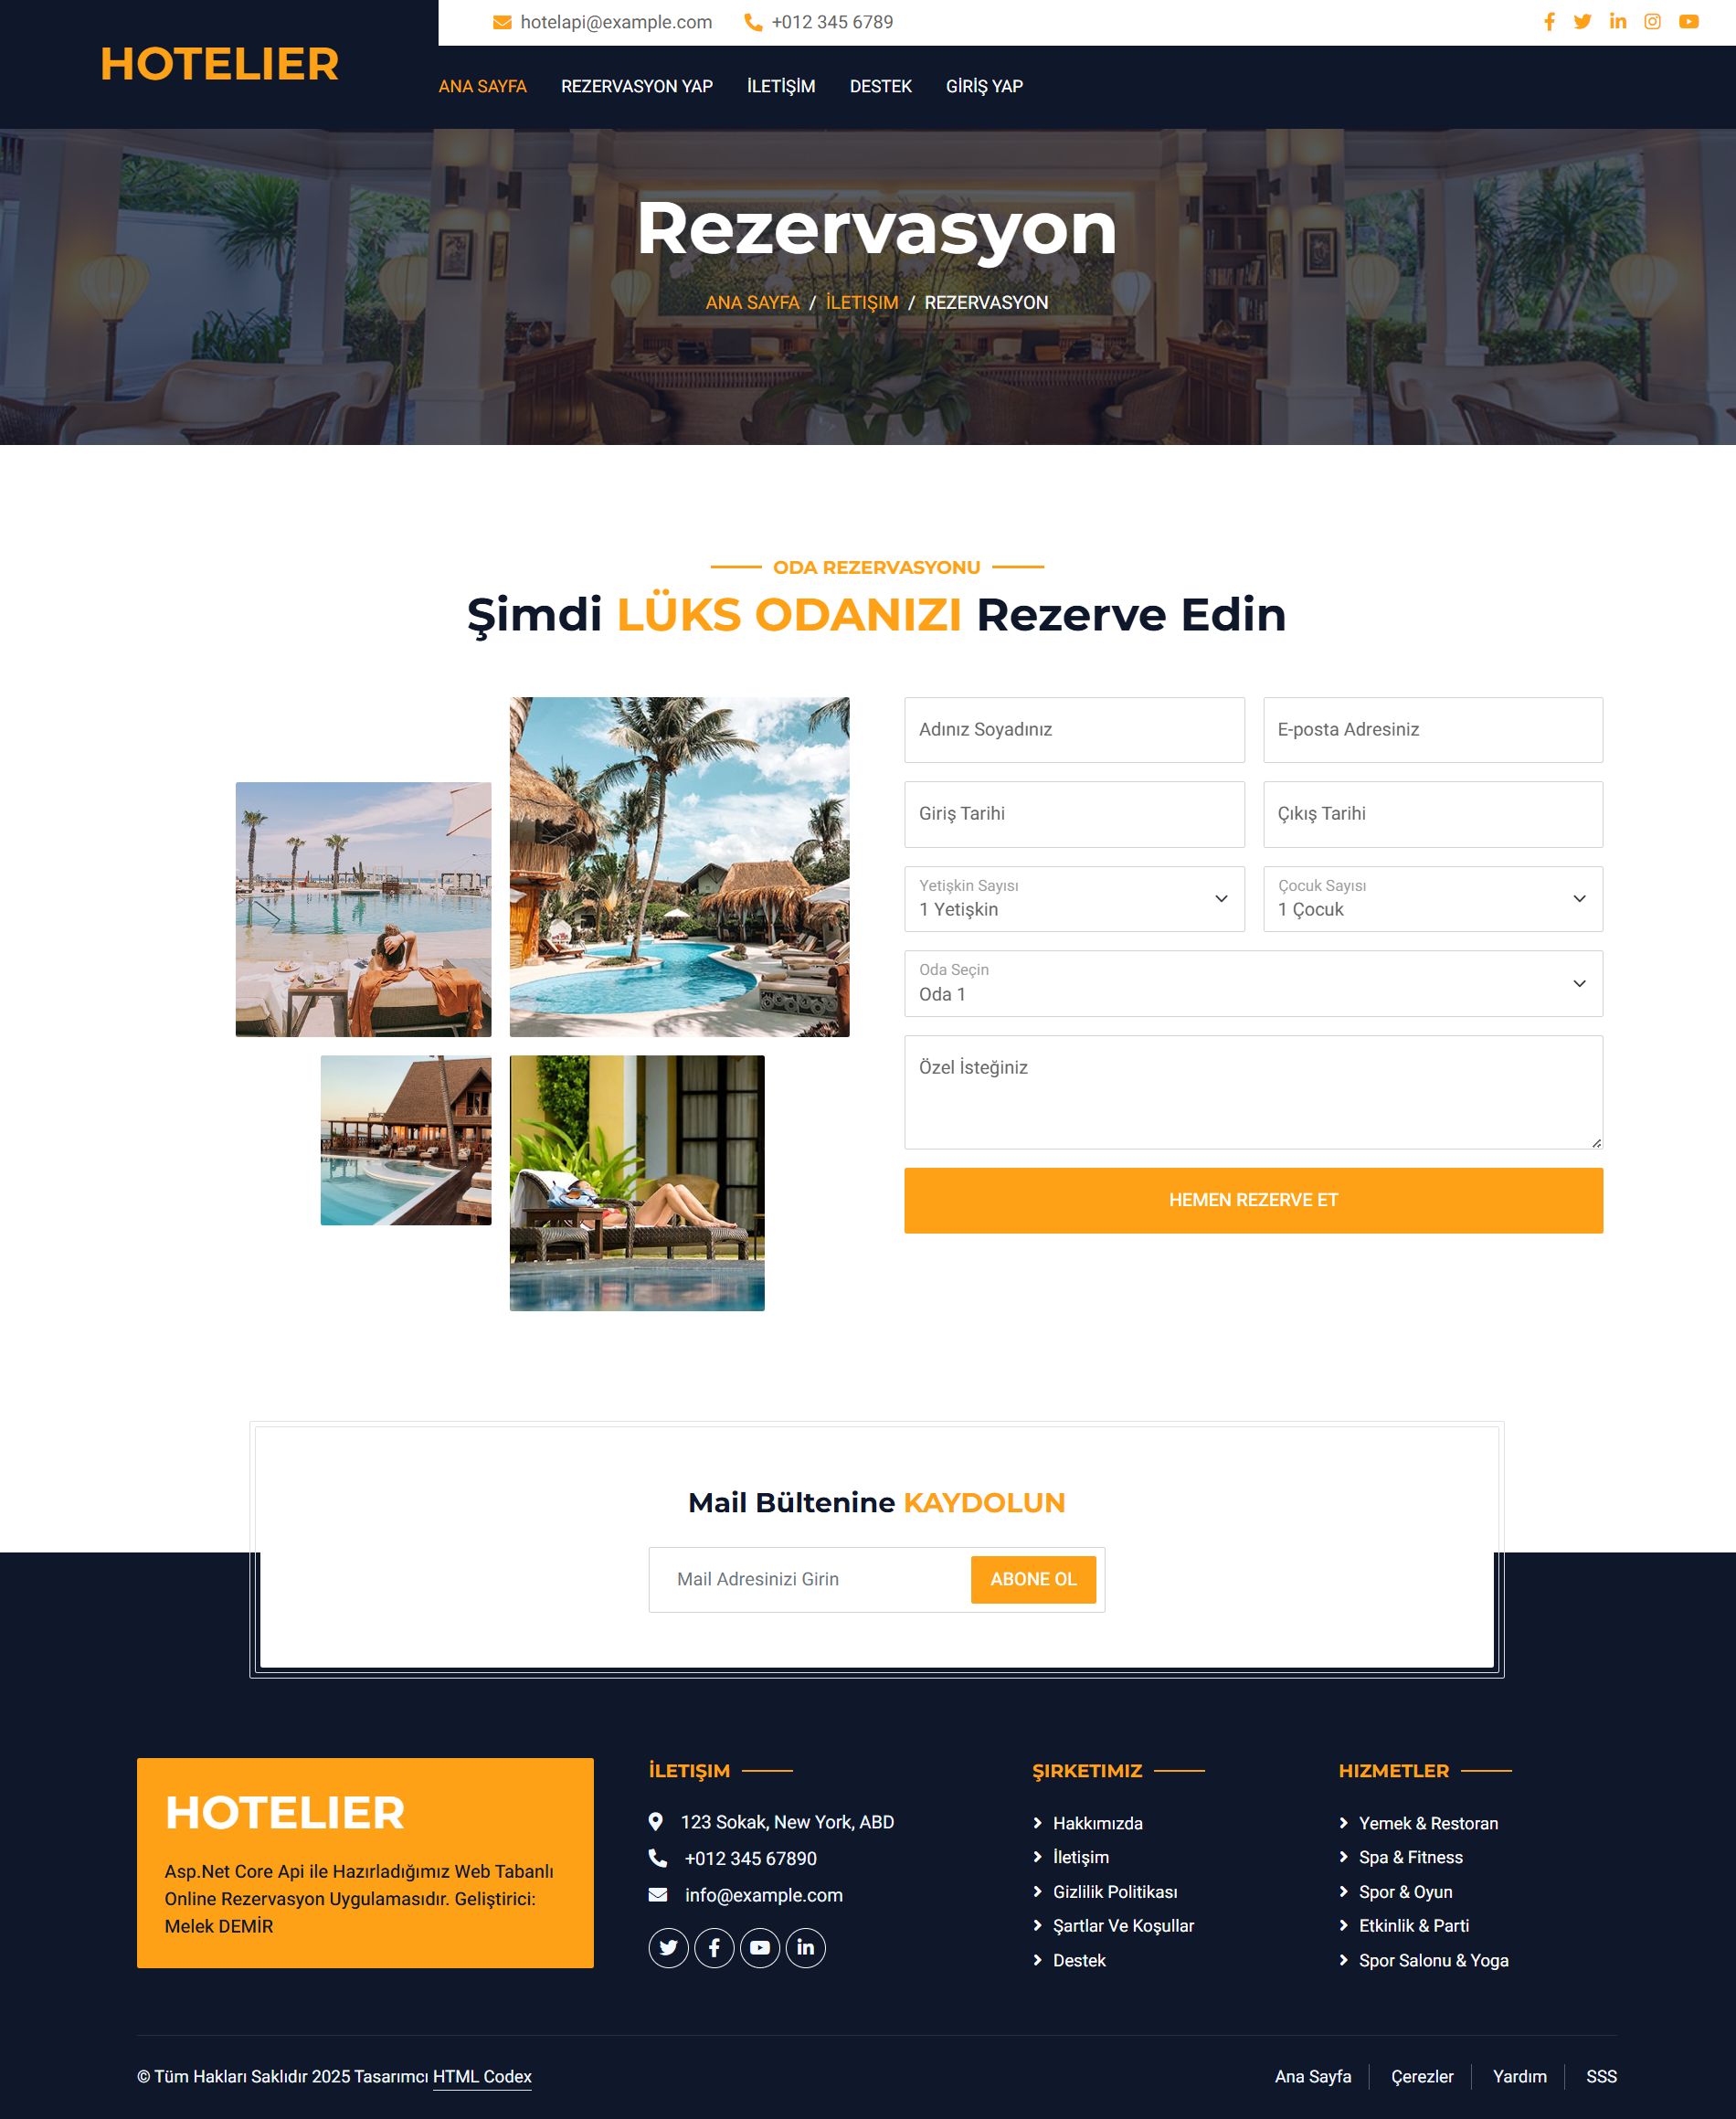 hotelapi@example.com
+012 345 6789
HOTELIER
ANA SAYFA
REZERVASYON YAP
İLETİŞİM
DESTEK
GİRİŞ YAP
Rezervasyon
ANA SAYFA / İLETIŞIM / REZERVASYON
ODA REZERVASYONU
Şimdi LÜKS ODANIZI Rezerve Edin
Adınız Soyadınız
E-posta Adresiniz
Giriş Tarihi
Çıkış Tarihi
Yetişkin Sayısı
1 Yetişkin
Çocuk Sayısı
1 Çocuk
Oda Seçin
Oda 1
Özel İsteğiniz
HEMEN REZERVE ET
Mail Bültenine KAYDOLUN
Mail Adresinizi Girin
ABONE OL
HOTELIER
Asp.Net Core Api ile Hazırladığımız Web Tabanlı
Online Rezervasyon Uygulamasıdır. Geliştirici:
Melek DEMİR
İLETIŞIM
123 Sokak, New York, ABD
+012 345 67890
info@example.com
ŞIRKETIMIZ
Hakkımızda
İletişim
Gizlilik Politikası
Şartlar Ve Koşullar
Destek
HIZMETLER
Yemek & Restoran
Spa & Fitness
Spor & Oyun
Etkinlik & Parti
Spor Salonu & Yoga
© Tüm Hakları Saklıdır 2025 Tasarımcı HTML Codex
Ana Sayfa
Çerezler
Yardım
SSS